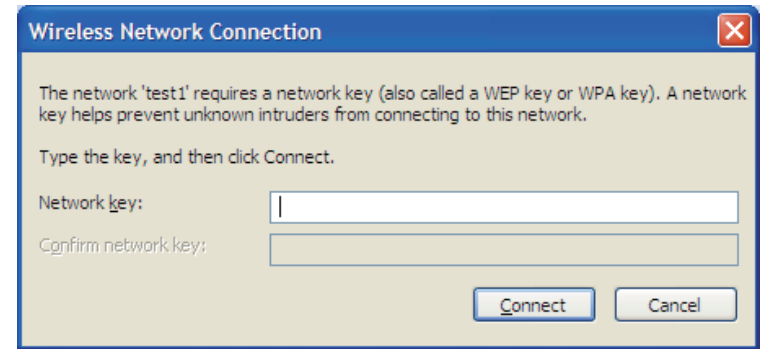 Wireless Network Connection
The network 'test1' requires a network key (also called a WEP key or WPA key). A network
key helps prevent unknown intruders from connecting to this network.
Type the key, and then click Connect.
Network key:
Confirm network key:
Connect Cancel